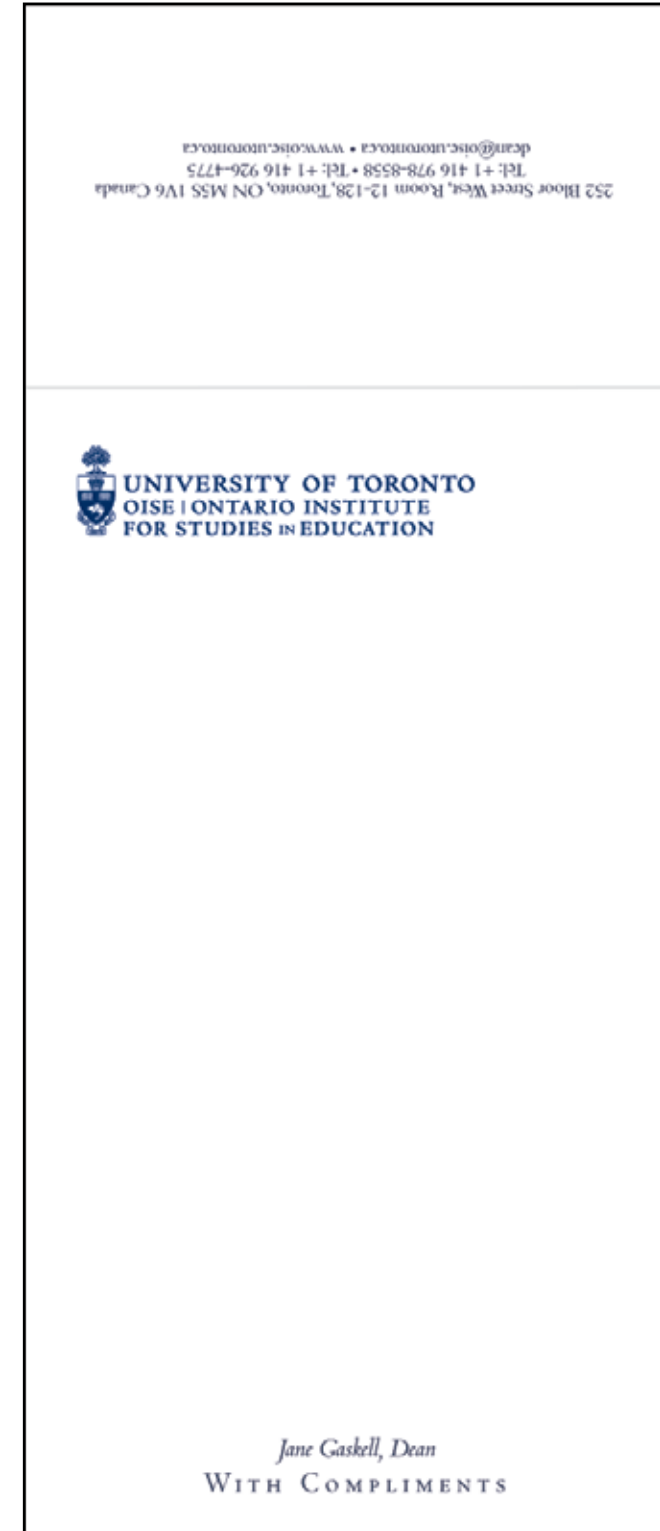 252 Bloor Street West, Room 12-128, Toronto, ON M5S 1V6 Canada
Tel: +1 416 978-8558 • Tel: +1 416 926-4775
dean@oise.utoronto.ca • www.oise.utoronto.ca
UNIVERSITY OF TORONTO
OISE | ONTARIO INSTITUTE
FOR STUDIES IN EDUCATION
Jane Gaskell, Dean
WITH COMPLIMENTS